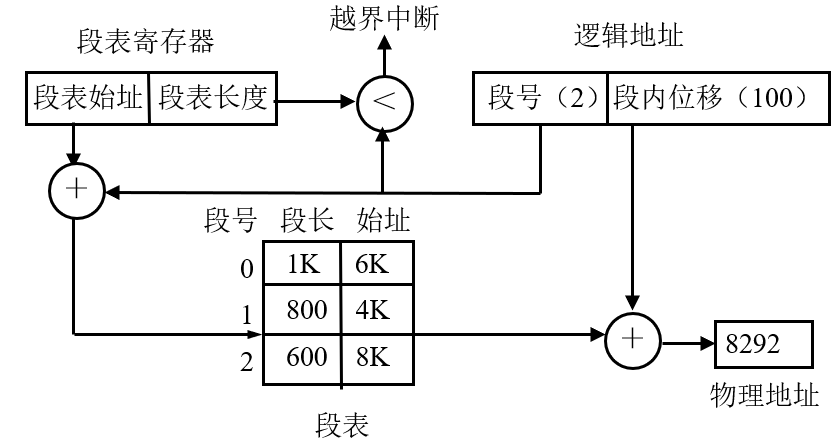 越界中断
段表寄存器
逻辑地址
段表始址 段表长度
<
段号（2） 段内位移（100）
+
段号 段长 始址
0 1K 6K
1 800 4K
2 600 8K
+
8292
物理地址
段表